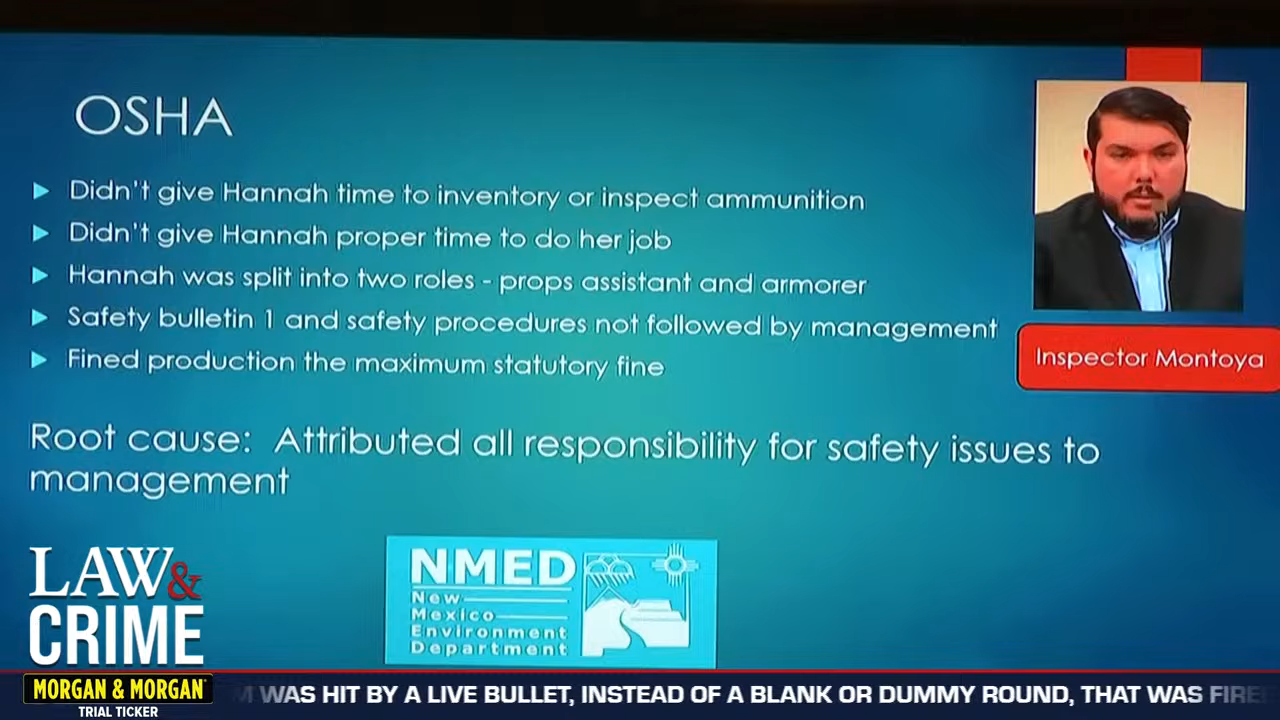 OSHA
Didn't give Hannah time to inventory or inspect ammunition
Didn't give Hannah proper time to do her job
Hannah was split into two roles - props assistant and armorer
Safety bulletin 1 and safety procedures not followed by management
Fined production the maximum statutory fine
Inspector Montoya
Root cause: Attributed all responsibility for safety issues to
management
NMED
New
Mexico
Environment
Department
LAW&
CRIME
MORGAN & MORGAN
TRIAL TICKER
M WAS HIT BY A LIVE BULLET, INSTEAD OF A BLANK OR DUMMY ROUND, THAT WAS FIRE